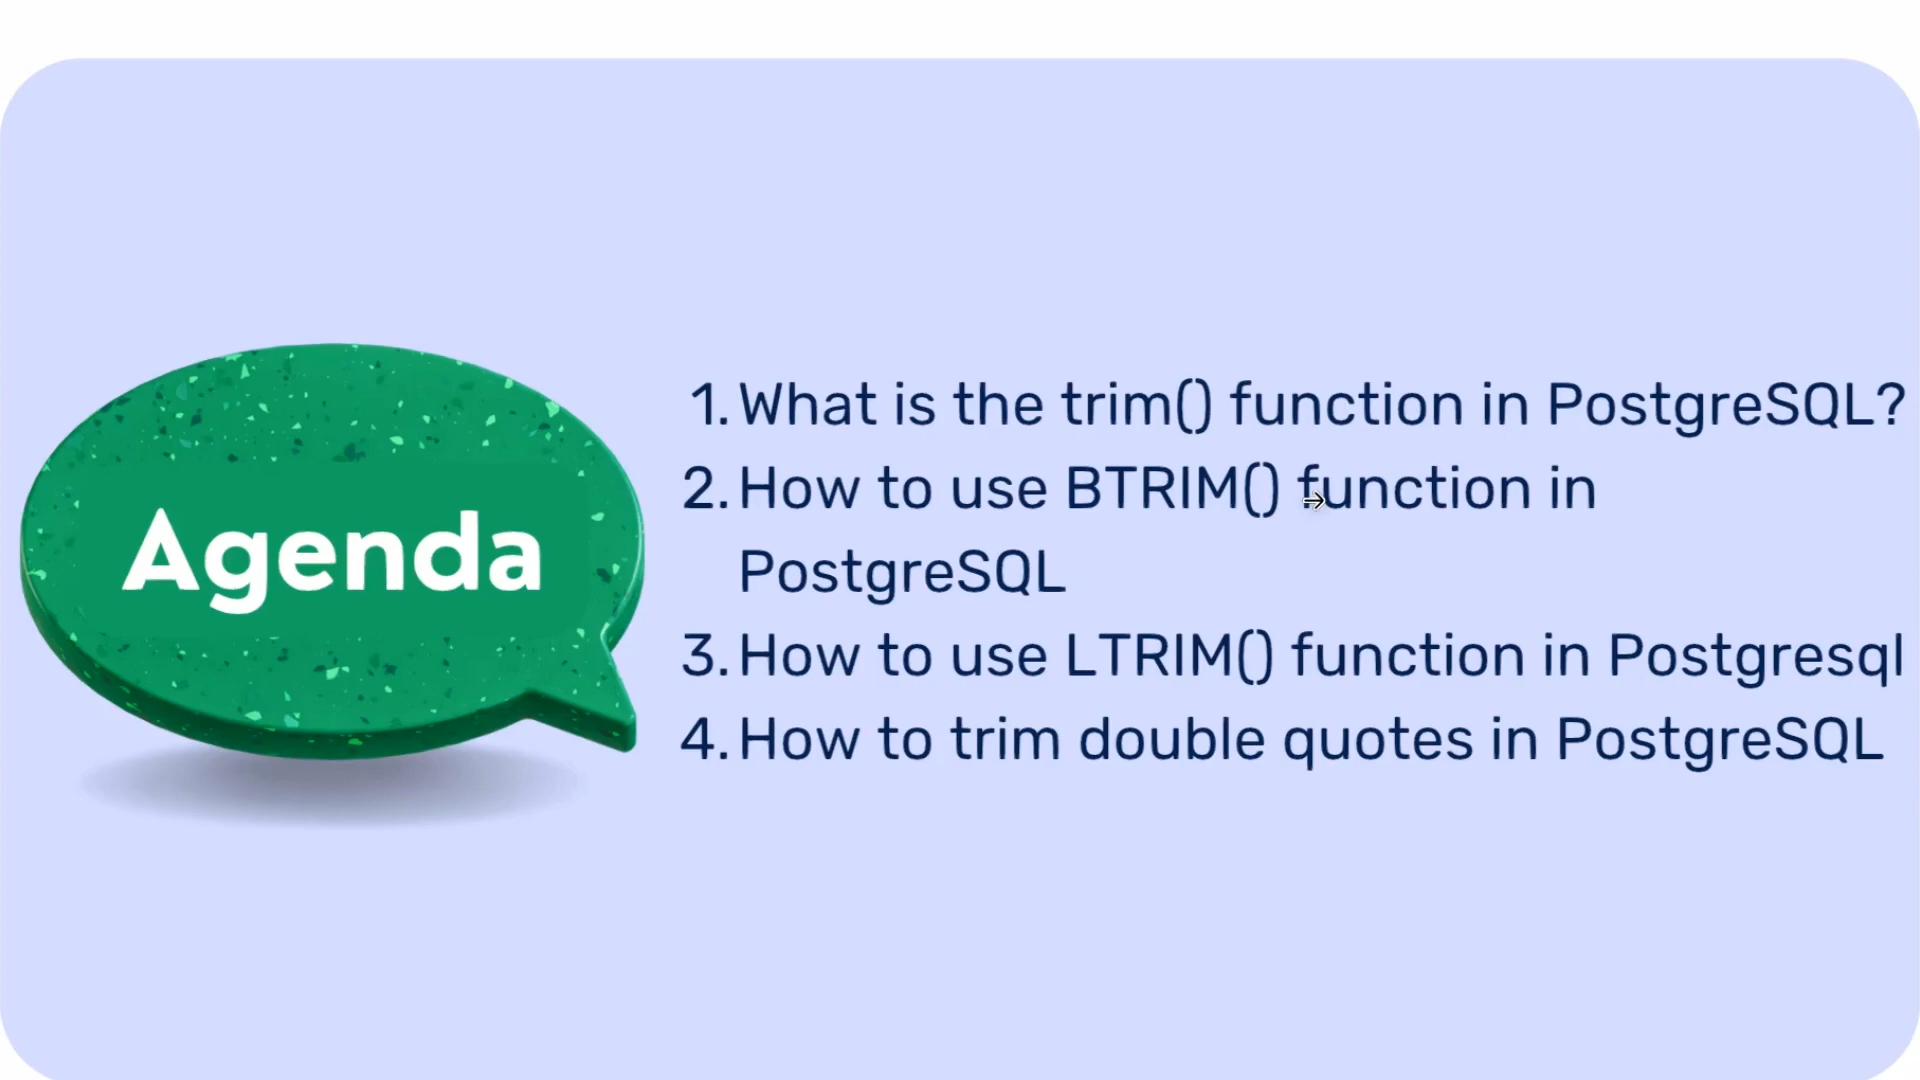 Agenda
1. What is the trim() function in PostgreSQL?
2. How to use BTRIM() function in
PostgreSQL
3. How to use LTRIM() function in Postgresql
4. How to trim double quotes in PostgreSQL